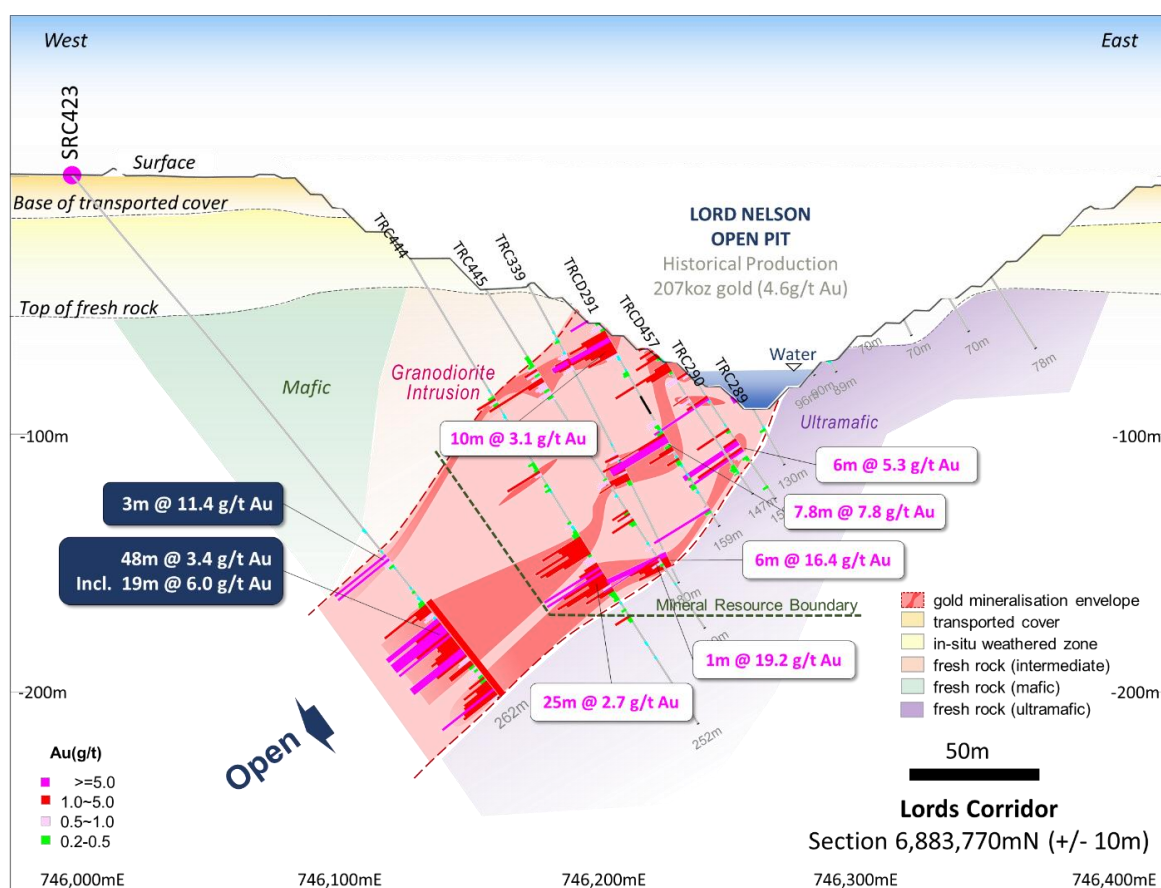 West
East
SRC423
Surface
Base of transported cover
Top of fresh rock
TRC444
TRC445
TRC339
TRCD291
TRCD457
TRC290
TRC289
LORD NELSON
OPEN PIT
Historical Production
207koz gold (4.6g/t Au)
Water
70m
70m
70m
78m
96m
90m
89m
Mafic
Granodiorite
Intrusion
Ultramafic
-100m
-100m
10m @ 3.1 g/t Au
6m @ 5.3 g/t Au
130m
147m
7.8m @ 7.8 g/t Au
159m
3m @ 11.4 g/t Au
48m @ 3.4 g/t Au
Incl. 19m @ 6.0 g/t Au
6m @ 16.4 g/t Au
Mineral Resource Boundary
1m @ 19.2 g/t Au
25m @ 2.7 g/t Au
262m
252m
-200m
-200m
gold mineralisation envelope
transported cover
in-situ weathered zone
fresh rock (intermediate)
fresh rock (mafic)
fresh rock (ultramafic)
Open
Au(g/t)
>=5.0
1.0~5.0
0.5~1.0
0.2-0.5
50m
Lords Corridor
Section 6,883,770mN (+/- 10m)
746,000mE
746,100mE
746,200mE
746,300mE
746,400mE